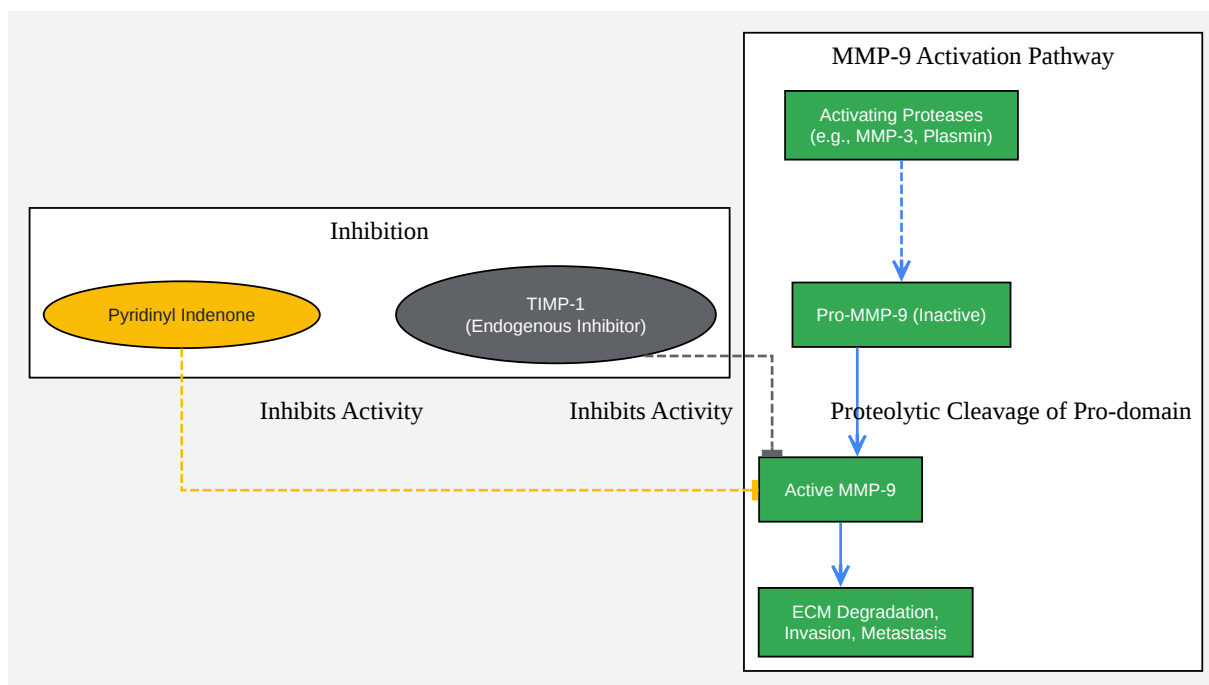 MMP-9 Activation Pathway
Activating Proteases
(e.g., MMP-3, Plasmin)
Inhibition
Pyridinyl Indenone
TIMP-1
(Endogenous Inhibitor)
Pro-MMP-9 (Inactive)
Inhibits Activity
Inhibits Activity
Proteolytic Cleavage of Pro-domain
Active MMP-9
ECM Degradation,
Invasion, Metastasis